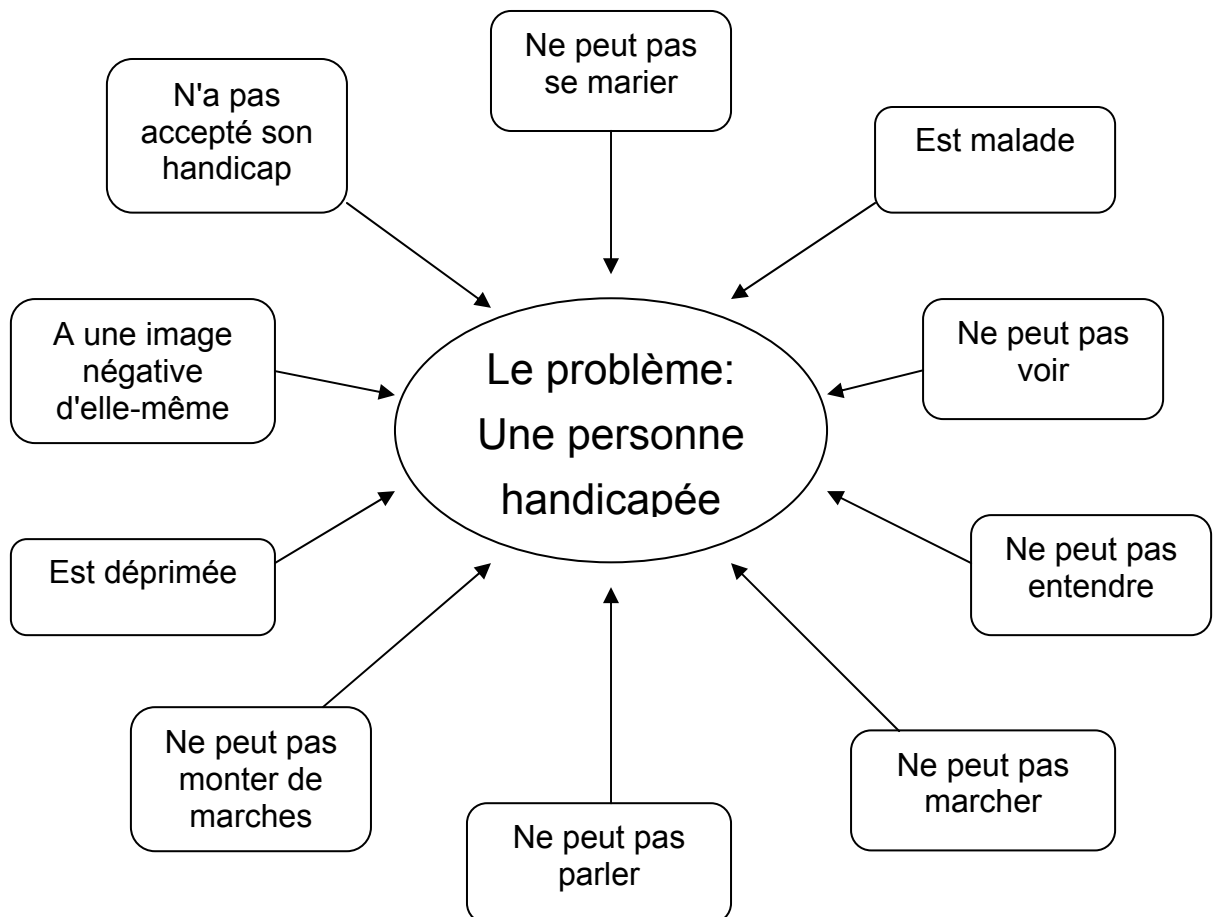 Ne peut pas
se marier
N'a pas
accepté son
handicap
Est malade
A une image
négative
d'elle-même
Le problème:
Une personne
handicapée
Ne peut pas
voir
Est déprimée
Ne peut pas
entendre
Ne peut pas
monter de
marches
Ne peut pas
parler
Ne peut pas
marcher